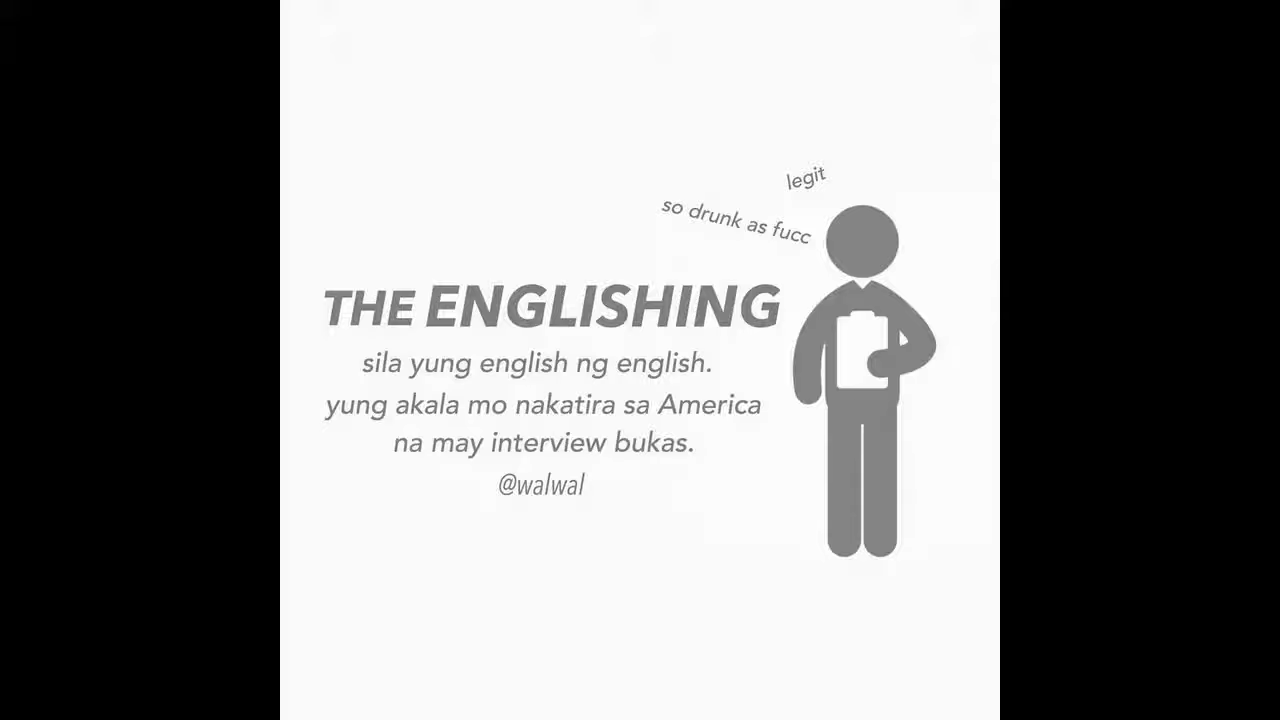 legit
so drunk as fucc
THE ENGLISHING
sila yung english ng english.
yung akala mo nakatira sa America
na may interview bukas.
@walwal